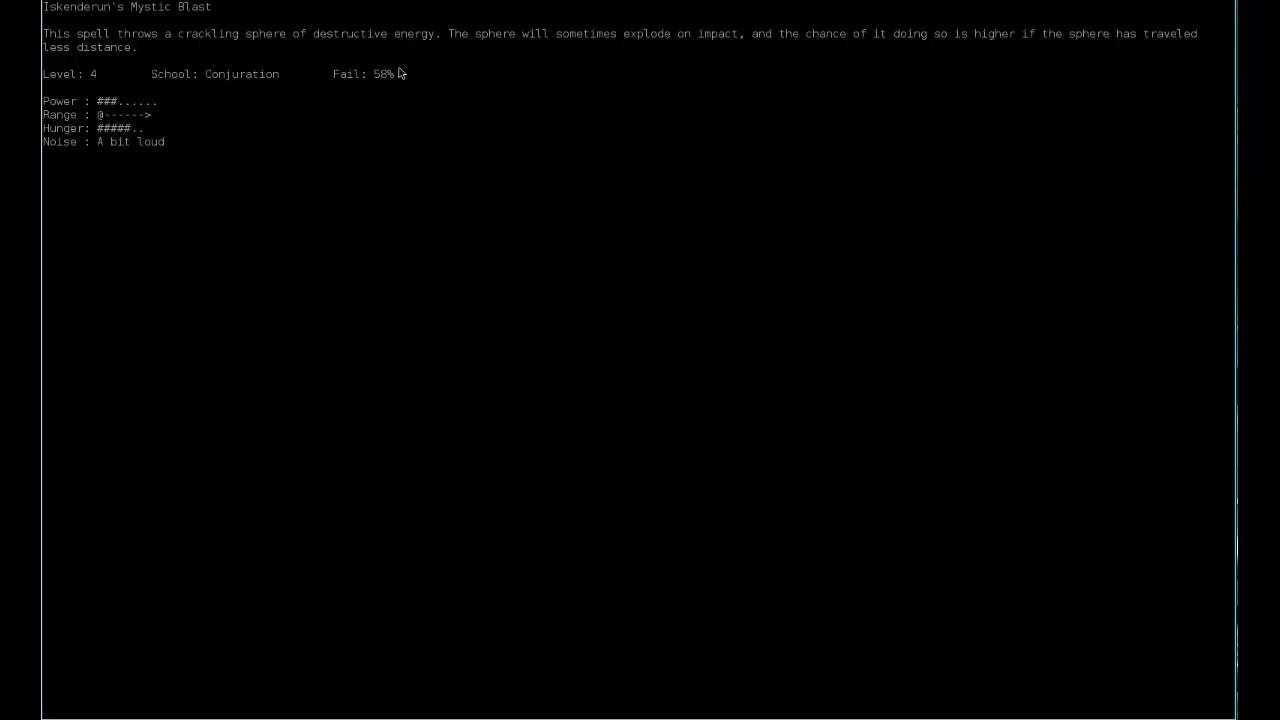 Iskenderun's Mystic Blast
This spell throws a crackling sphere of destructive energy. The sphere will sometimes explode on impact, and the chance of it doing so is higher if the sphere has traveled
less distance.
Level: 4        School: Conjuration        Fail: 58%
Power : ###......
Range : @------>
Hunger: #####..
Noise : A bit loud